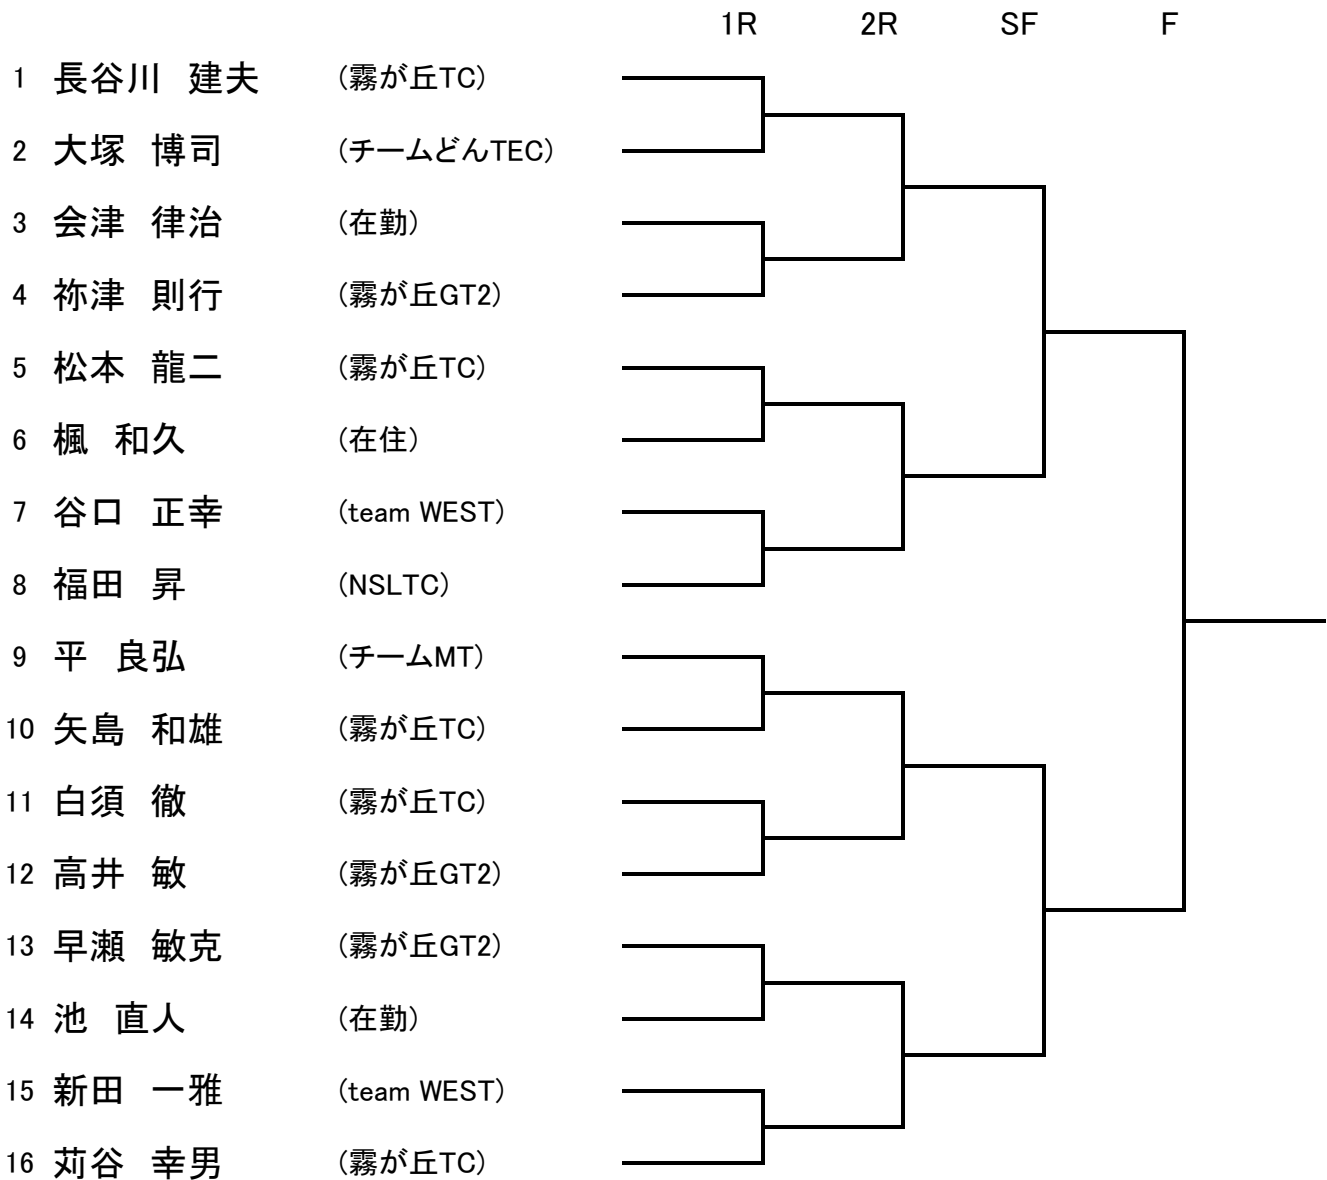 1R 2R SF F
1 長谷川 建夫 (霧が丘TC)
2 大塚 博司 (チームどんTEC)
3 会津 律治 (在勤)
4 祢津 則行 (霧が丘GT2)
5 松本 龍二 (霧が丘TC)
6 楓 和久 (在住)
7 谷口 正幸 (team WEST)
8 福田 昇 (NSLTC)
9 平 良弘 (チームMT)
10 矢島 和雄 (霧が丘TC)
11 白須 徹 (霧が丘TC)
12 高井 敏 (霧が丘GT2)
13 早瀬 敏克 (霧が丘GT2)
14 池 直人 (在勤)
15 新田 一雅 (team WEST)
16 苅谷 幸男 (霧が丘TC)